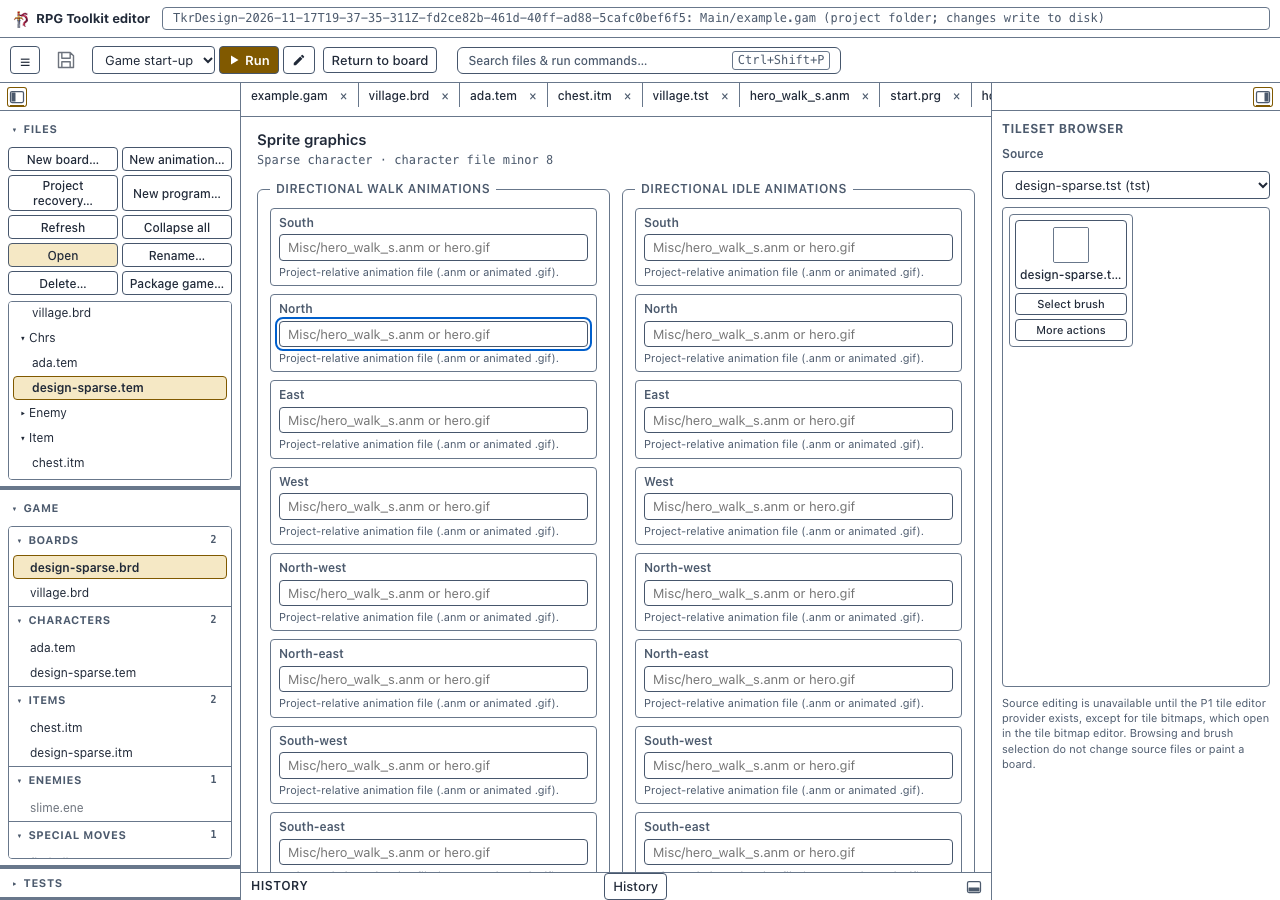 RPG Toolkit editor
TkrDesign-2026-11-17T19-37-35-311Z-fd2ce82b-461d-40ff-ad88-5cafc0bef6f5: Main/example.gam (project folder; changes write to disk)
Game start-up
Run
Return to board
Search files & run commands...
Ctrl+Shift+P
FILES
New board...
New animation...
Project recovery...
New program...
Refresh
Collapse all
Open
Rename...
Delete...
Package game...
village.brd
Chrs
ada.tem
design-sparse.tem
Enemy
Item
chest.itm
GAME
BOARDS 2
design-sparse.brd
village.brd
CHARACTERS 2
ada.tem
design-sparse.tem
ITEMS 2
chest.itm
design-sparse.itm
ENEMIES 1
slime.ene
SPECIAL MOVES 1
TESTS
example.gam ×
village.brd ×
ada.tem ×
chest.itm ×
village.tst ×
hero_walk_s.anm ×
start.prg ×
Sprite graphics
Sparse character · character file minor 8
DIRECTIONAL WALK ANIMATIONS
South
Misc/hero_walk_s.anm or hero.gif
Project-relative animation file (.anm or animated .gif).
North
Misc/hero_walk_s.anm or hero.gif
Project-relative animation file (.anm or animated .gif).
East
Misc/hero_walk_s.anm or hero.gif
Project-relative animation file (.anm or animated .gif).
West
Misc/hero_walk_s.anm or hero.gif
Project-relative animation file (.anm or animated .gif).
North-west
Misc/hero_walk_s.anm or hero.gif
Project-relative animation file (.anm or animated .gif).
North-east
Misc/hero_walk_s.anm or hero.gif
Project-relative animation file (.anm or animated .gif).
South-west
Misc/hero_walk_s.anm or hero.gif
Project-relative animation file (.anm or animated .gif).
South-east
Misc/hero_walk_s.anm or hero.gif
DIRECTIONAL IDLE ANIMATIONS
South
Misc/hero_walk_s.anm or hero.gif
Project-relative animation file (.anm or animated .gif).
North
Misc/hero_walk_s.anm or hero.gif
Project-relative animation file (.anm or animated .gif).
East
Misc/hero_walk_s.anm or hero.gif
Project-relative animation file (.anm or animated .gif).
West
Misc/hero_walk_s.anm or hero.gif
Project-relative animation file (.anm or animated .gif).
North-west
Misc/hero_walk_s.anm or hero.gif
Project-relative animation file (.anm or animated .gif).
North-east
Misc/hero_walk_s.anm or hero.gif
Project-relative animation file (.anm or animated .gif).
South-west
Misc/hero_walk_s.anm or hero.gif
Project-relative animation file (.anm or animated .gif).
South-east
Misc/hero_walk_s.anm or hero.gif
HISTORY
History
TILESET BROWSER
Source
design-sparse.tst (tst)
design-sparse.t...
Select brush
More actions
Source editing is unavailable until the P1 tile editor
provider exists, except for tile bitmaps, which open
in the tile bitmap editor. Browsing and brush
selection do not change source files or paint a
board.